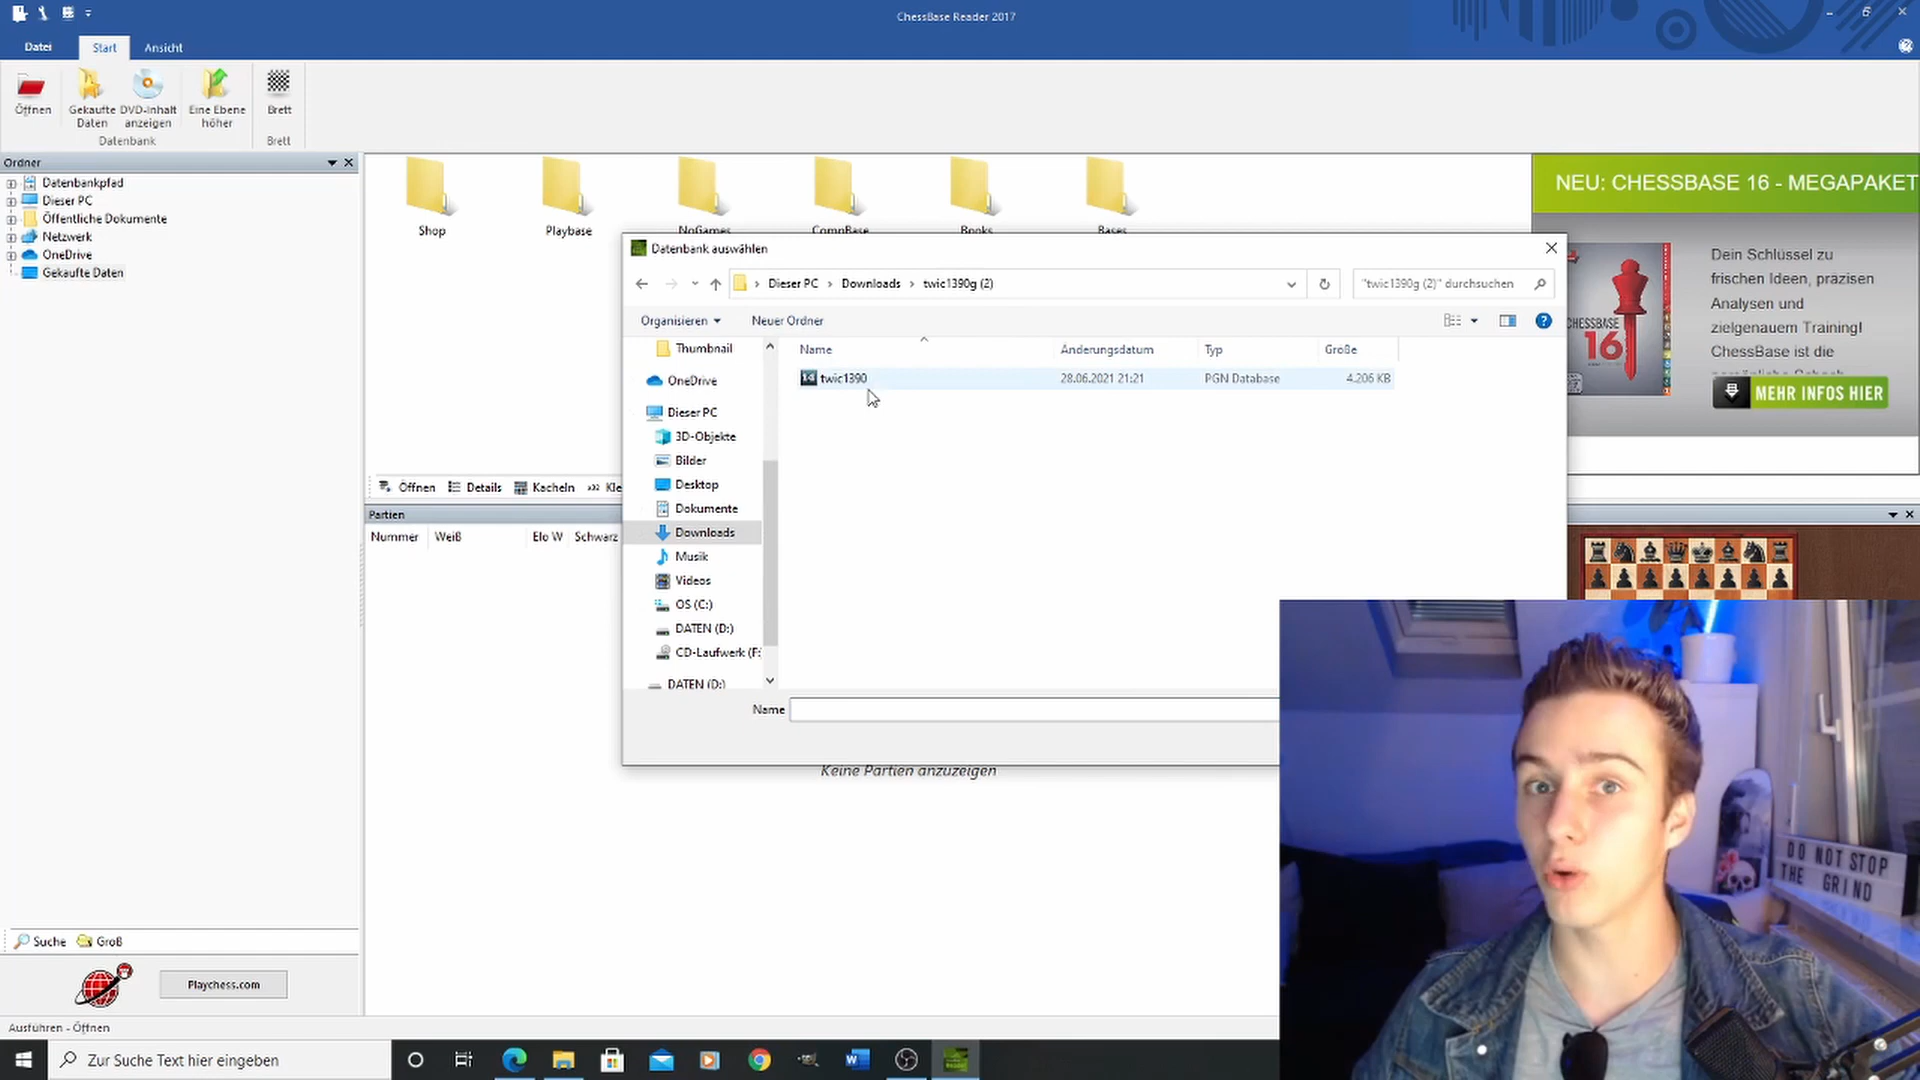 ChessBase Reader 2017
Datei
Start
Ansicht
Öffnen
Gekaufte
Daten
DVD-Inhalt
anzeigen
Eine Ebene
höher
Brett
Datenbank
Brett
Ordner
Datenbankpfad
Dieser PC
Öffentliche Dokumente
Netzwerk
OneDrive
Gekaufte Daten
Shop
Playbase
NoGames
CompBase
Books
Bases
NEU: CHESSBASE 16 - MEGAPAKET
CHESSBASE
16
Dein Schlüssel zu
frischen Ideen, präzisen
Analysen und
zielgenauem Training!
ChessBase ist die
MEHR INFOS HIER
Datenbank auswählen
Dieser PC
Downloads
twic1390g (2)
"twic1390g (2)" durchsuchen
Organisieren
Neuer Ordner
Name
Änderungsdatum
Typ
Größe
twic1390
28.06.2021 21:21
PGN Database
4.206 KB
Thumbnail
OneDrive
Dieser PC
3D-Objekte
Bilder
Desktop
Dokumente
Downloads
Musik
Videos
OS (C:)
DATEN (D:)
CD-Laufwerk (F:
DATEN (D:)
Name
Öffnen
Details
Kacheln
Kle
Partien
Nummer
Weiß
Elo W
Schwarz
Keine Partien anzuzeigen
DO NOT STOP
THE GRIND
Suche
Groß
Playchess.com
Ausführen - Öffnen
Zur Suche Text hier eingeben